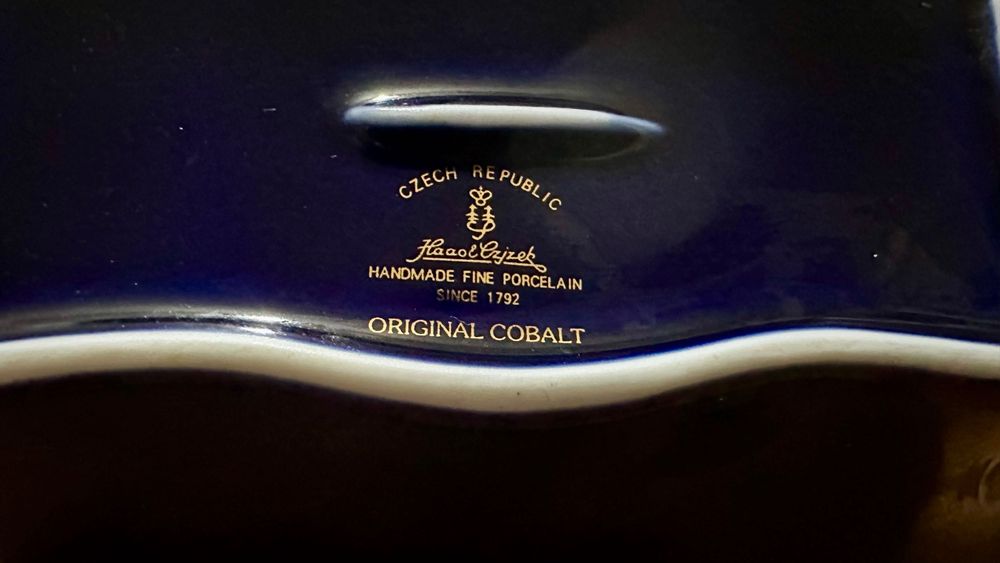 CZECH REPUBLIC
Haas & Czjzek
HANDMADE FINE PORCELAIN
SINCE 1792
ORIGINAL COBALT